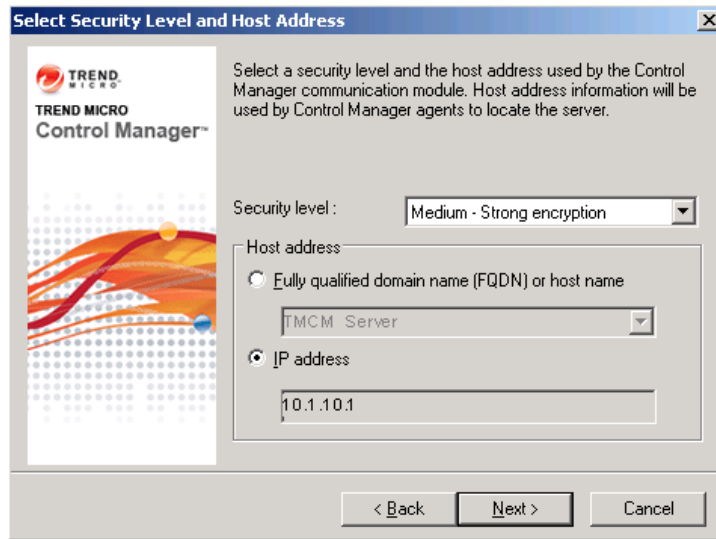 Select Security Level and Host Address
TREND
MICRO
TREND MICRO
Control Manager™
Select a security level and the host address used by the Control
Manager communication module. Host address information will be
used by Control Manager agents to locate the server.
Security level :
Medium - Strong encryption
Host address
Fully qualified domain name (FQDN) or host name
TMCM Server
IP address
10.1.10.1
< Back
Next >
Cancel